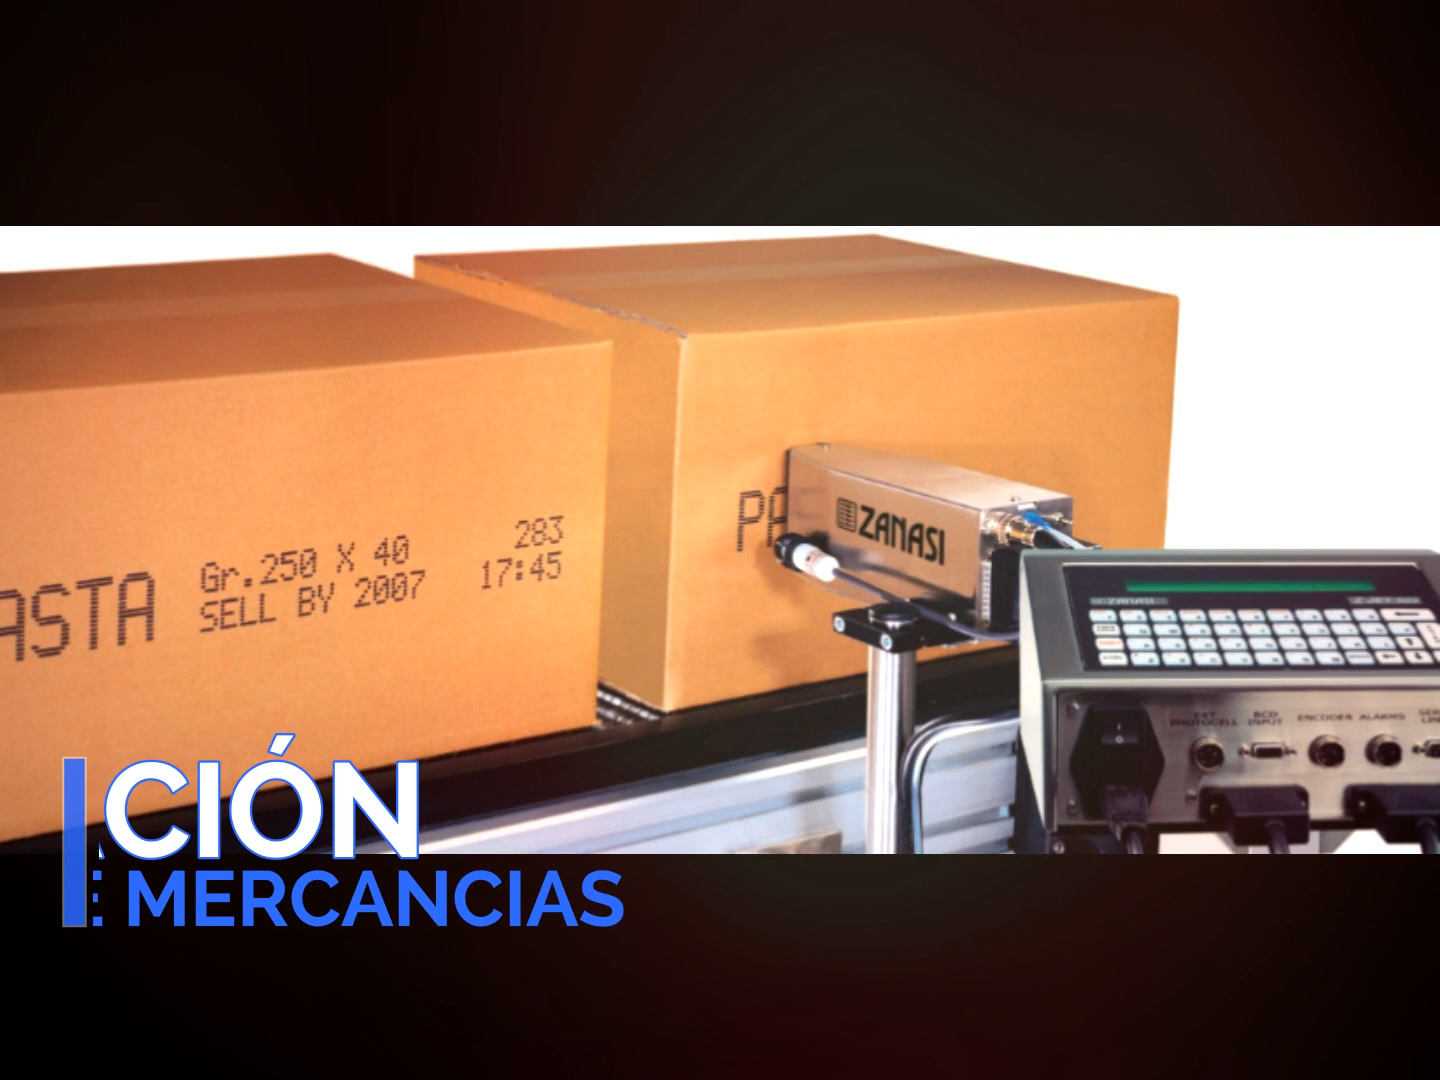 ASTA
Gr.250 X 40
SELL BY 2007
283
17:45
PA
ZANASI
ZANASI
EXT PHOTOCELL
BCD INPUT
ENCODER
ALARMS
CIÓN
MERCANCIAS